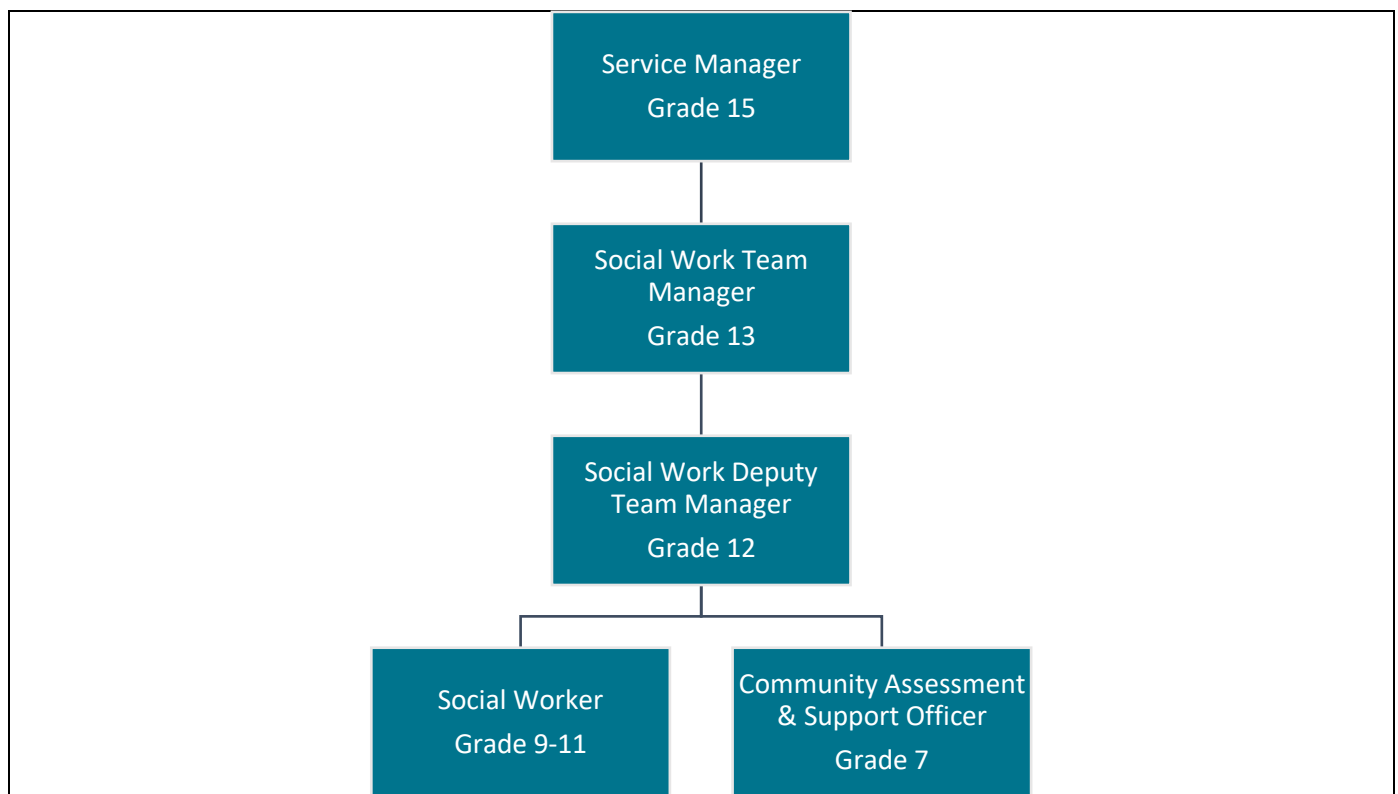 Service Manager
Grade 15
Social Work Team
Manager
Grade 13
Social Work Deputy
Team Manager
Grade 12
Social Worker
Grade 9-11
Community Assessment
& Support Officer
Grade 7